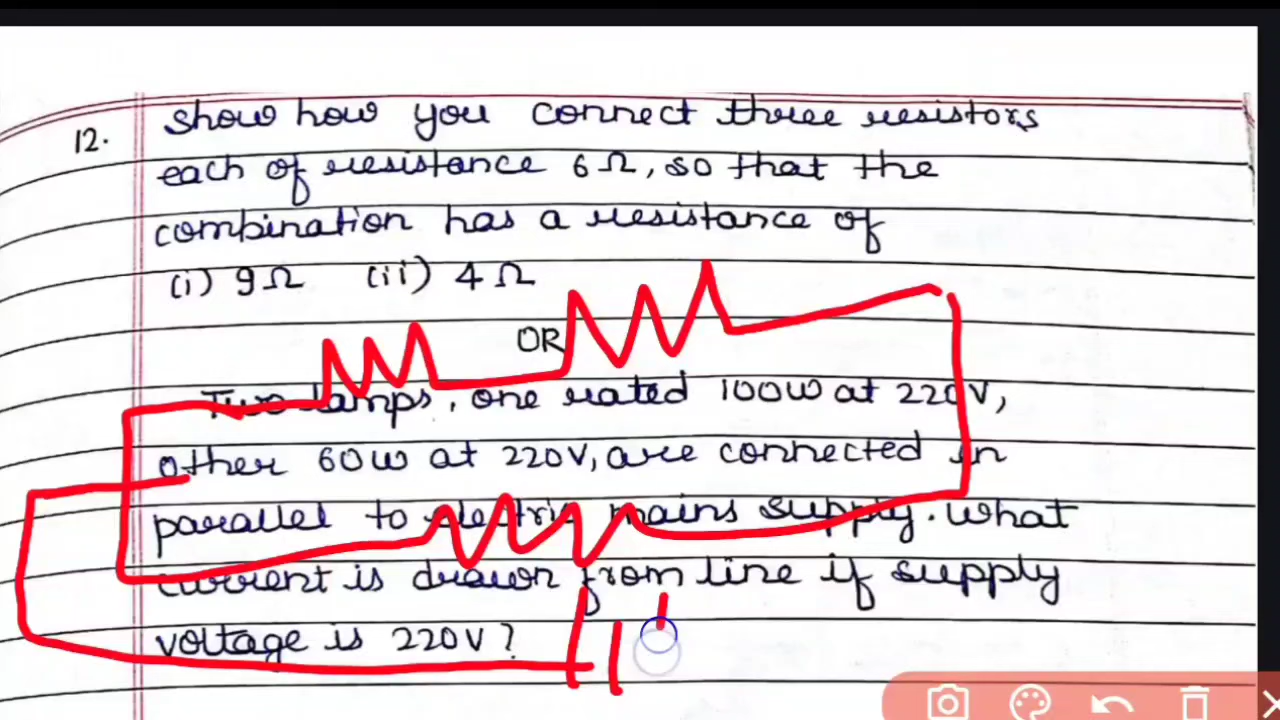 12. Show how you connect three resistors
each of resistance 6Ω, so that the
combination has a resistance of
(i) 9Ω (ii) 4Ω
OR
Two lamps, one rated 100W at 220V,
other 60W at 220V, are connected in
parallel to electric mains supply. What
current is drawn from line if supply
voltage is 220V?